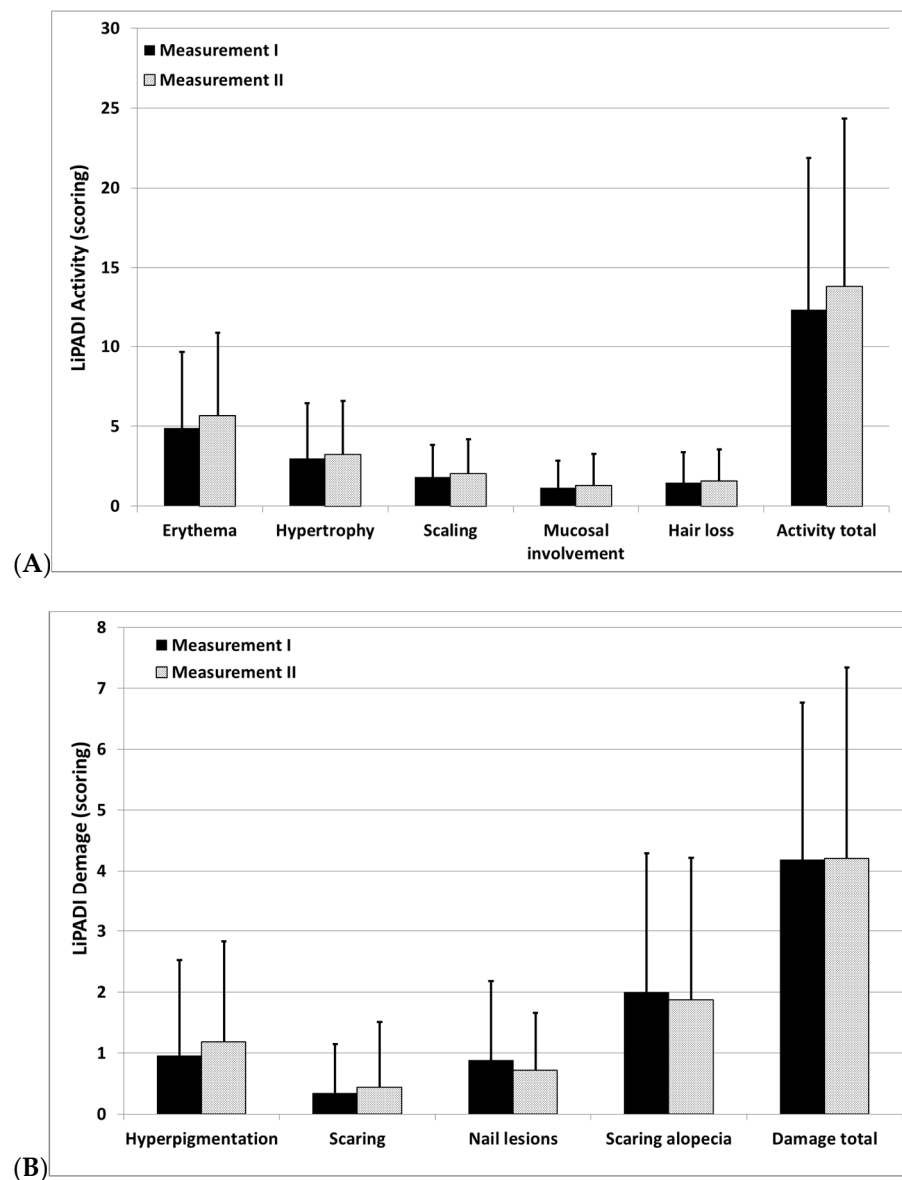 30
25
20
15
10
5
0
LiPADI Activity (scoring)
Measurement I
Measurement II
Erythema
Hypertrophy
Scaling
Mucosal
involvement
Hair loss
Activity total
(A)
8
7
6
5
4
3
2
1
0
LiPADI Demage (scoring)
Measurement I
Measurement II
Hyperpigmentation
Scaring
Nail lesions
Scaring alopecia
Damage total
(B)